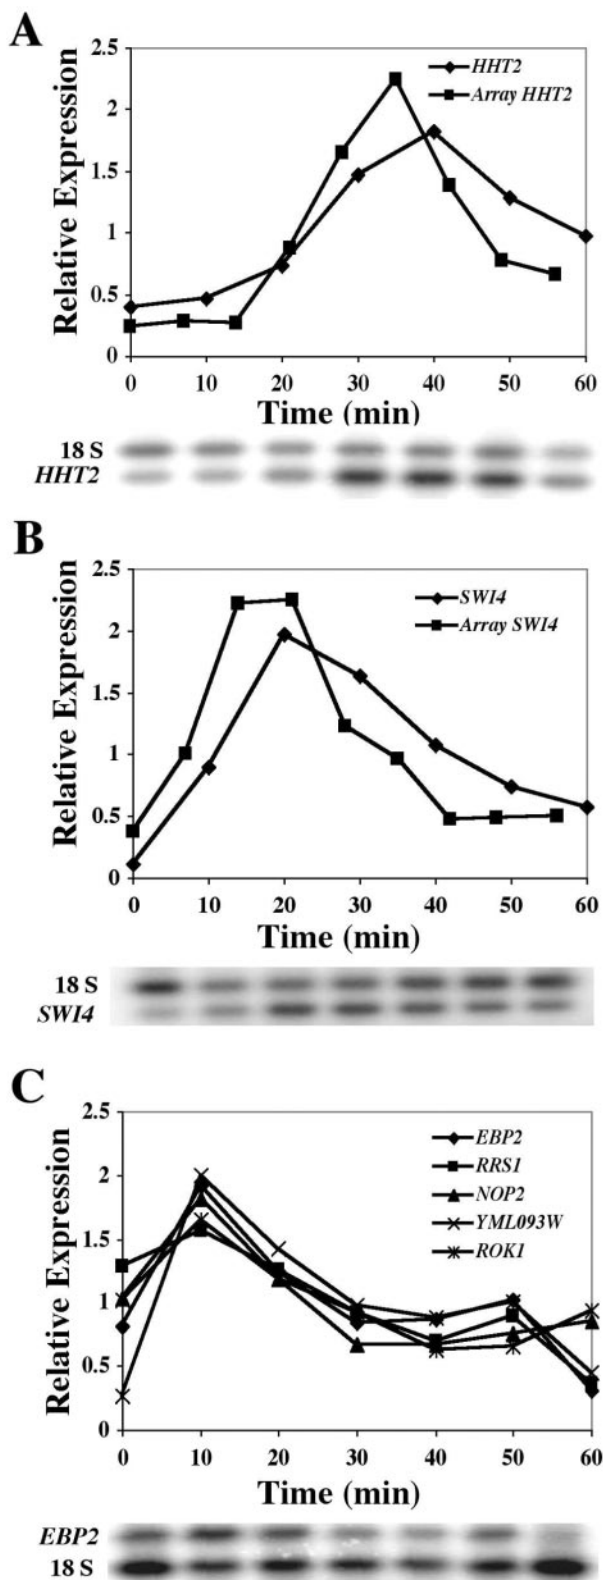 A
2.5
2
1.5
1
0.5
0
Relative Expression
HHT2
Array HHT2
0 10 20 30 40 50 60
Time (min)
18 S
HHT2
B
2.5
2
1.5
1
0.5
0
Relative Expression
SWI4
Array SWI4
0 10 20 30 40 50 60
Time (min)
18 S
SWI4
C
2.5
2
1.5
1
0.5
0
Relative Expression
EBP2
RRS1
NOP2
YML093W
ROK1
0 10 20 30 40 50 60
Time (min)
EBP2
18 S